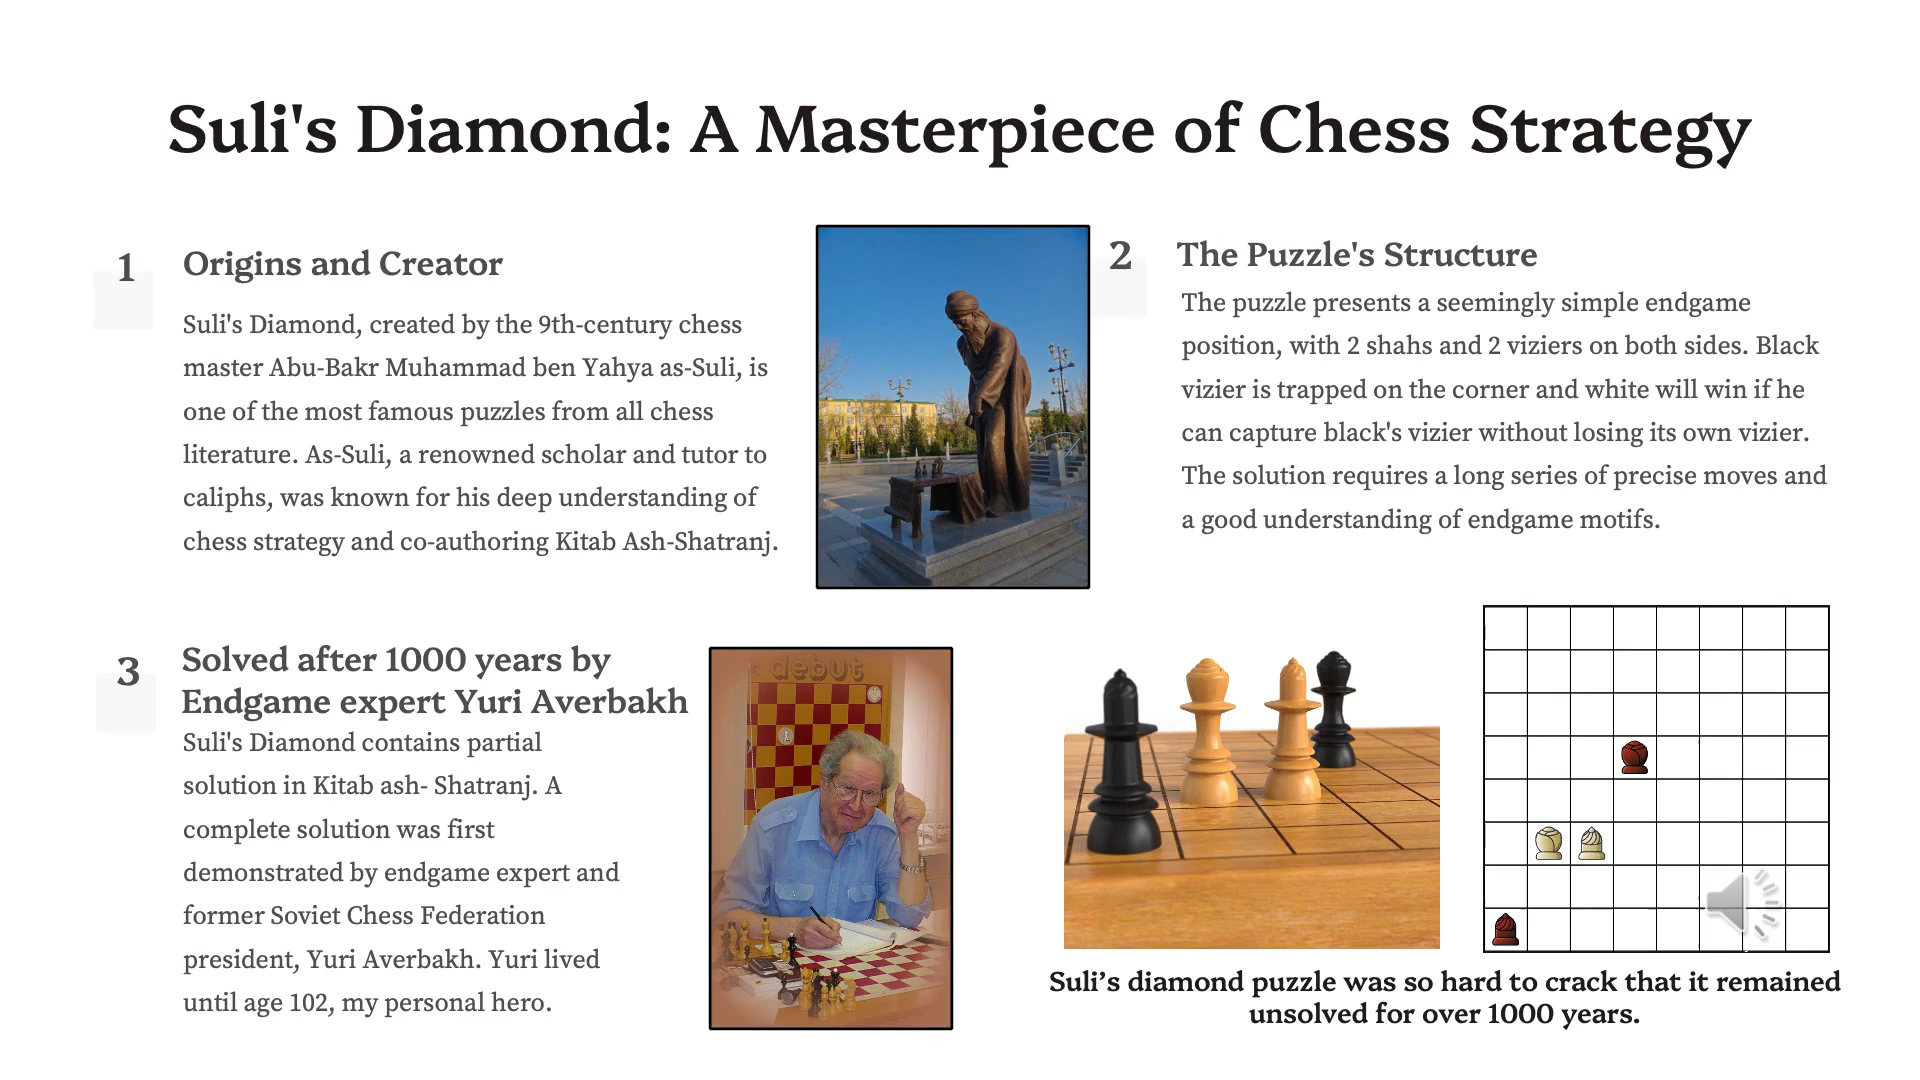 Suli's Diamond: A Masterpiece of Chess Strategy
1
Origins and Creator
Suli's Diamond, created by the 9th-century chess
master Abu-Bakr Muhammad ben Yahya as-Suli, is
one of the most famous puzzles from all chess
literature. As-Suli, a renowned scholar and tutor to
caliphs, was known for his deep understanding of
chess strategy and co-authoring Kitab Ash-Shatranj.
2
The Puzzle's Structure
The puzzle presents a seemingly simple endgame
position, with 2 shahs and 2 viziers on both sides. Black
vizier is trapped on the corner and white will win if he
can capture black's vizier without losing its own vizier.
The solution requires a long series of precise moves and
a good understanding of endgame motifs.
3
Solved after 1000 years by
Endgame expert Yuri Averbakh
Suli's Diamond contains partial
solution in Kitab ash- Shatranj. A
complete solution was first
demonstrated by endgame expert and
former Soviet Chess Federation
president, Yuri Averbakh. Yuri lived
until age 102, my personal hero.
debut
Suli’s diamond puzzle was so hard to crack that it remained
unsolved for over 1000 years.